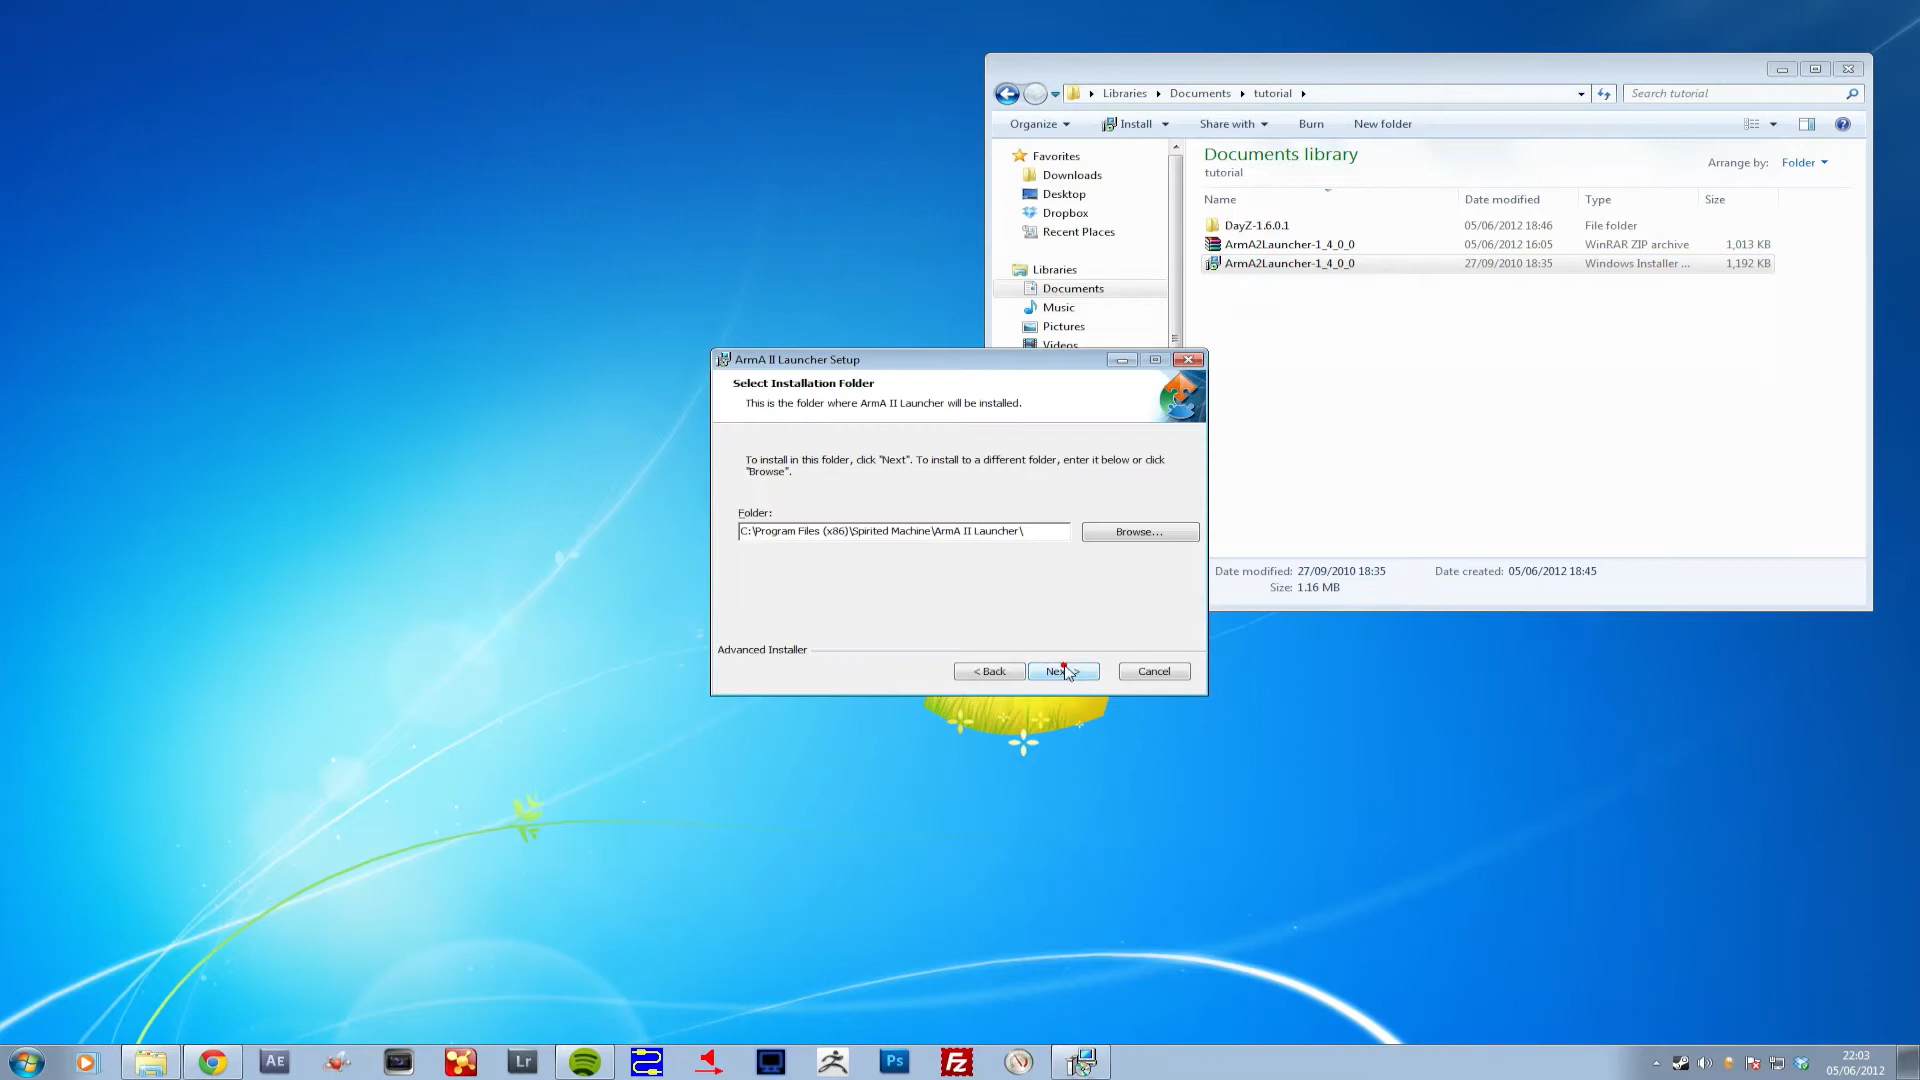 Libraries Documents tutorial
Search tutorial
Organize Install Share with Burn New folder
Favorites
Downloads
Desktop
Dropbox
Recent Places
Libraries
Documents
Music
Pictures
Videos
Documents library
tutorial
Arrange by: Folder
Name Date modified Type Size
DayZ-1.6.0.1 05/06/2012 18:46 File folder
ArmA2Launcher-1_4_0_0 05/06/2012 16:05 WinRAR ZIP archive 1,013 KB
ArmA2Launcher-1_4_0_0 27/09/2010 18:35 Windows Installer ... 1,192 KB
Date modified: 27/09/2010 18:35 Date created: 05/06/2012 18:45
Size: 1.16 MB
ArmA II Launcher Setup
Select Installation Folder
This is the folder where ArmA II Launcher will be installed.
To install in this folder, click "Next". To install to a different folder, enter it below or click
"Browse".
Folder:
C:\Program Files (x86)\Spirited Machine\ArmA II Launcher\
Browse...
Advanced Installer
< Back Next > Cancel
AE Lr Ps Fz
22:03
05/06/2012